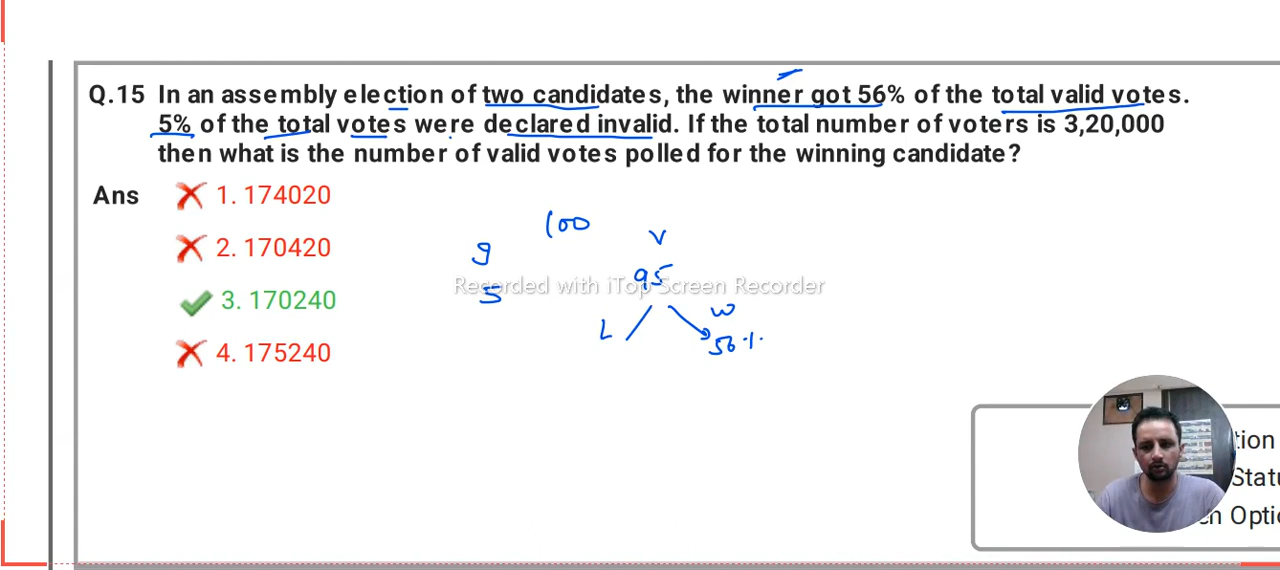 Q.15 In an assembly election of two candidates, the winner got 56% of the total valid votes.
5% of the total votes were declared invalid. If the total number of voters is 3,20,000
then what is the number of valid votes polled for the winning candidate?
Ans
1. 174020
2. 170420
3. 170240
4. 175240
100
V
9
95
5
Recorded with iTop Screen Recorder
L
W
56%
tion
Statu
n Optio